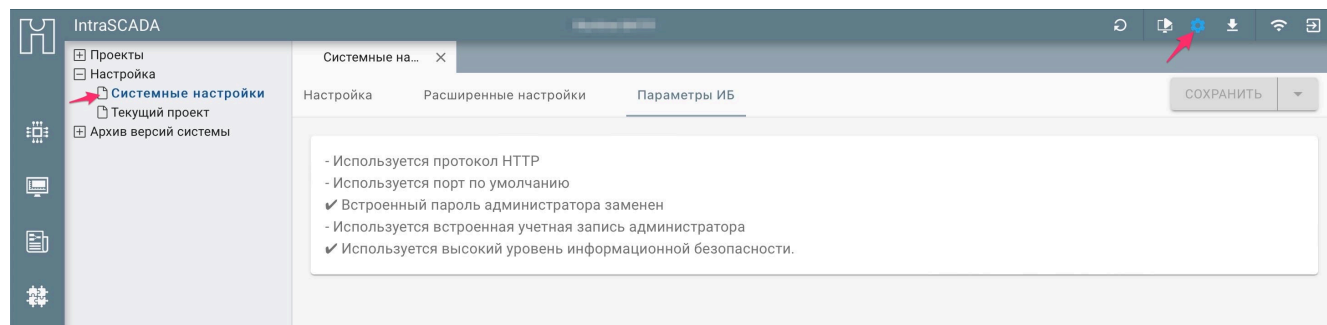 IntraSCADA
Проекты
Настройка
Системные настройки
Текущий проект
Архив версий системы
Системные на...
Настройка Расширенные настройки Параметры ИБ
СОХРАНИТЬ
- Используется протокол HTTP
- Используется порт по умолчанию
✔ Встроенный пароль администратора заменен
- Используется встроенная учетная запись администратора
✔ Используется высокий уровень информационной безопасности.